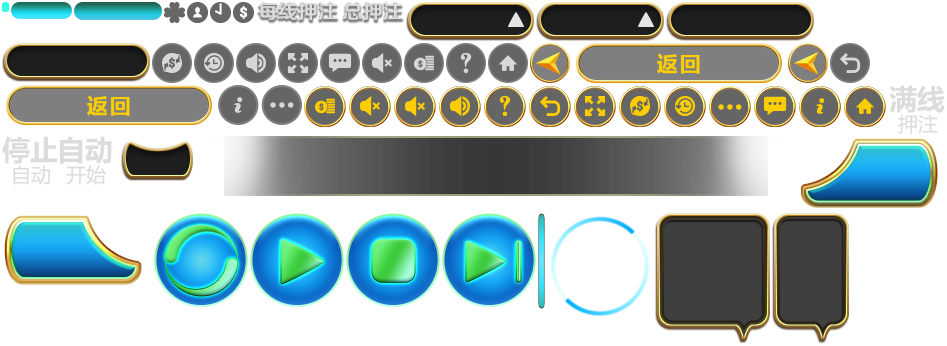 每线押注 总押注
返回
返回
满线
押注
停止自动
自动 开始